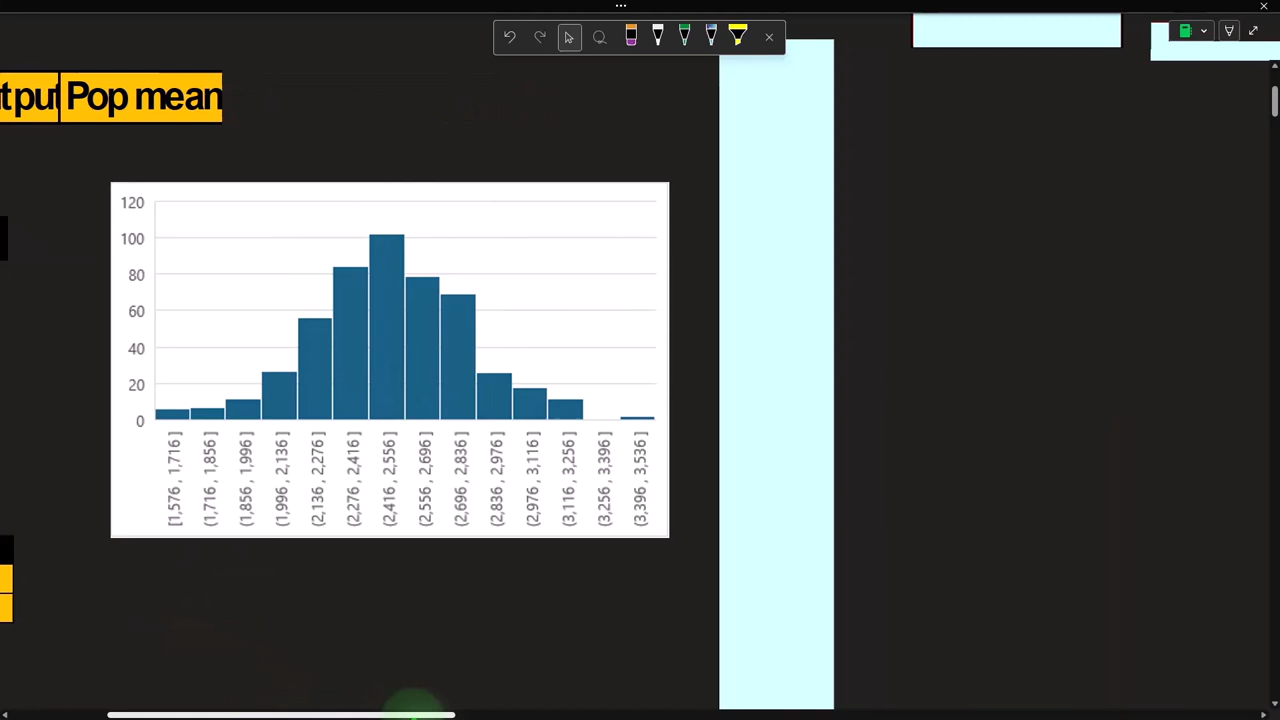 tput Pop mean
120
100
80
60
40
20
0
[1,576 , 1,716 ]
(1,716 , 1,856 ]
(1,856 , 1,996 ]
(1,996 , 2,136 ]
(2,136 , 2,276 ]
(2,276 , 2,416 ]
(2,416 , 2,556 ]
(2,556 , 2,696 ]
(2,696 , 2,836 ]
(2,836 , 2,976 ]
(2,976 , 3,116 ]
(3,116 , 3,256 ]
(3,256 , 3,396 ]
(3,396 , 3,536 ]